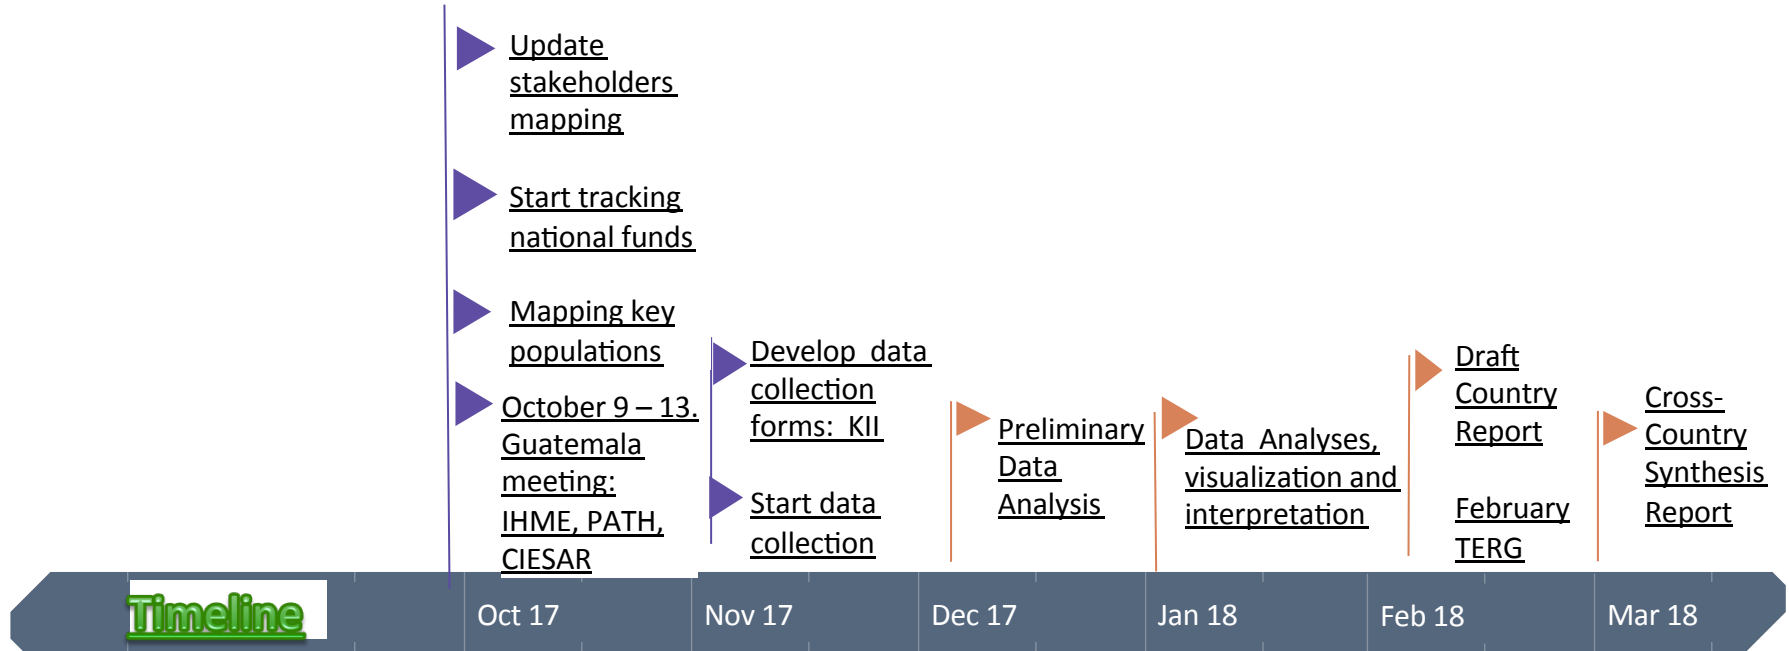 Update
stakeholders
mapping
Start tracking
national funds
Mapping key
populations
October 9 – 13.
Guatemala
meeting:
IHME, PATH,
CIESAR
Develop data
collection
forms: KII
Start data
collection
Preliminary
Data
Analysis
Data Analyses,
visualization and
interpretation
Draft
Country
Report
February
TERG
Cross-
Country
Synthesis
Report
Timeline
Oct 17
Nov 17
Dec 17
Jan 18
Feb 18
Mar 18